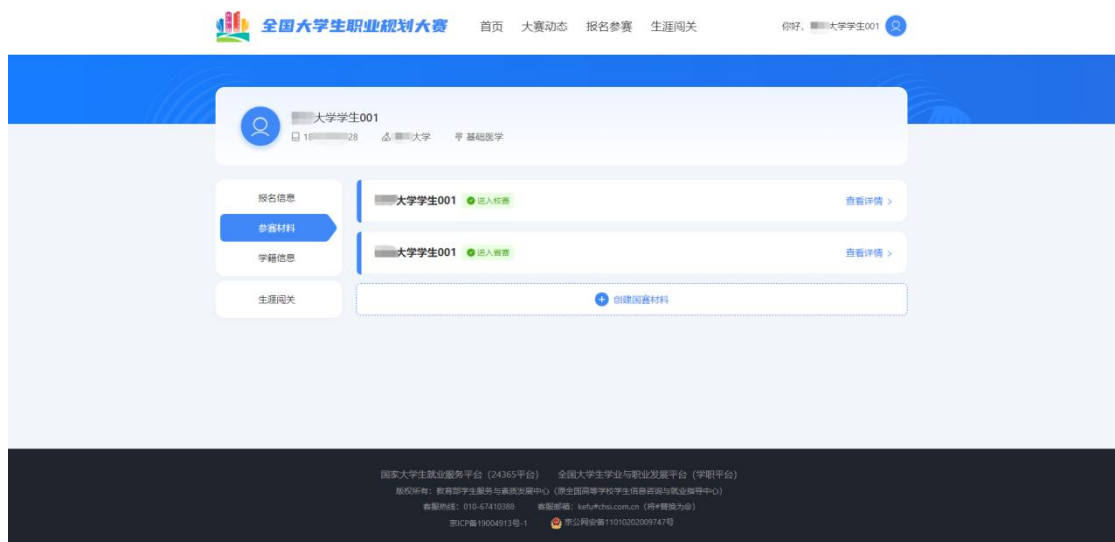 全国大学生职业规划大赛 首页 大赛动态 报名参赛 生涯闯关 你好, 大学学生001
大学学生001
18 28 大学 基础医学
报名信息
大学学生001 进入校赛 查看详情 >
参赛材料
学籍信息
大学学生001 进入省赛 查看详情 >
生涯闯关
创建国赛材料
国家大学生就业服务平台（24365平台） 全国大学生学业与职业发展平台（学职平台）
版权所有：教育部学生服务与素质发展中心（原全国高等学校学生信息咨询与就业指导中心）
客服热线：010-67410388 客服邮箱：kefu#chsi.com.cn（将#替换为@）
京ICP备19004913号-1 京公网安备11010202009747号